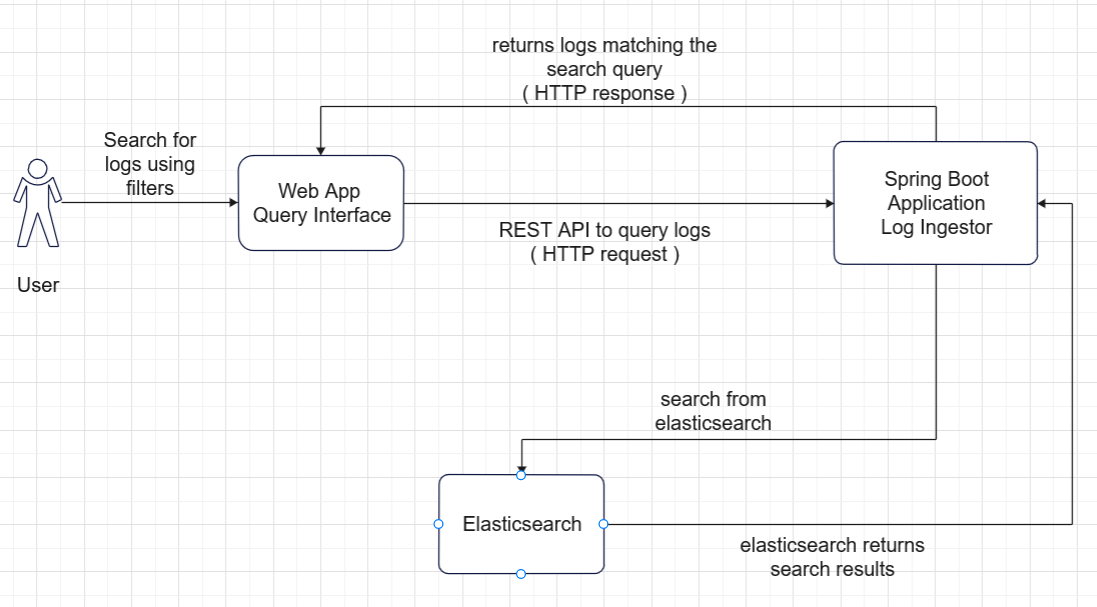 returns logs matching the
search query
( HTTP response )
Search for
logs using
filters
Web App
Query Interface
Spring Boot
Application
Log Ingestor
REST API to query logs
( HTTP request )
User
search from
elasticsearch
Elasticsearch
elasticsearch returns
search results